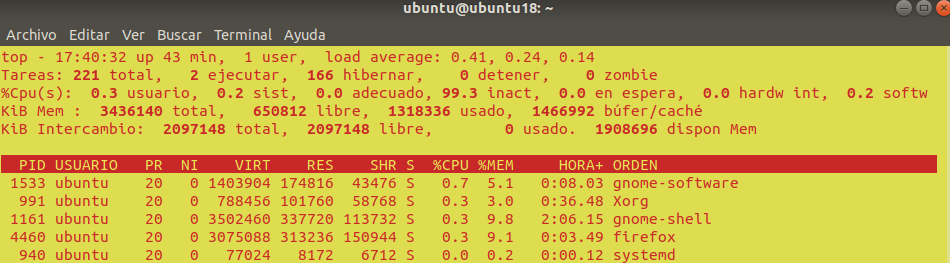 ubuntu@ubuntu18: ~
Archivo Editar Ver Buscar Terminal Ayuda
top - 17:40:32 up 43 min,  1 user,  load average: 0.41, 0.24, 0.14
Tareas: 221 total,   2 ejecutar,  166 hibernar,    0 detener,    0 zombie
%Cpu(s):  0.3 usuario,  0.2 sist,  0.0 adecuado, 99.3 inact,  0.0 en espera,  0.0 hardw int,  0.2 softw
KiB Mem :  3436140 total,   650812 libre,  1318336 usado,  1466992 búfer/caché
KiB Intercambio:  2097148 total,  2097148 libre,        0 usado.  1908696 dispon Mem
  PID USUARIO   PR  NI    VIRT    RES    SHR S  %CPU %MEM     HORA+ ORDEN
 1533 ubuntu    20   0 1403904 174816  43476 S   0.7  5.1   0:08.03 gnome-software
  991 ubuntu    20   0  788456 101760  58768 S   0.3  3.0   0:36.48 Xorg
 1161 ubuntu    20   0 3502460 337720 113732 S   0.3  9.8   2:06.15 gnome-shell
 4460 ubuntu    20   0 3075088 313236 150944 S   0.3  9.1   0:03.49 firefox
  940 ubuntu    20   0   77024   8172   6712 S   0.0  0.2   0:00.12 systemd